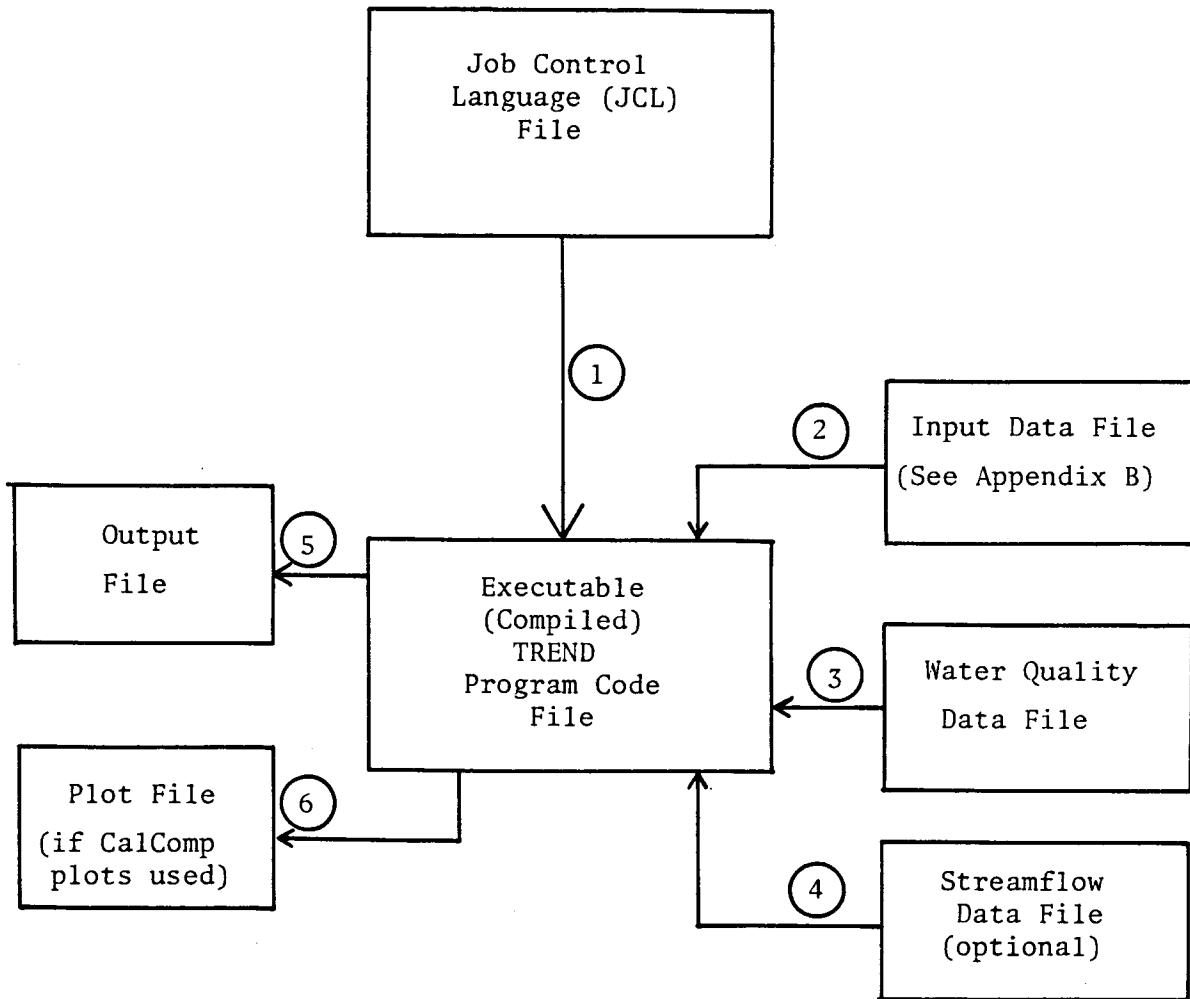 Job Control
Language (JCL)
File
1
2
Input Data File
(See Appendix B)
Output
File
5
Executable
(Compiled)
TREND
Program Code
File
3
Water Quality
Data File
Plot File
(if CalComp
plots used)
6
4
Streamflow
Data File
(optional)